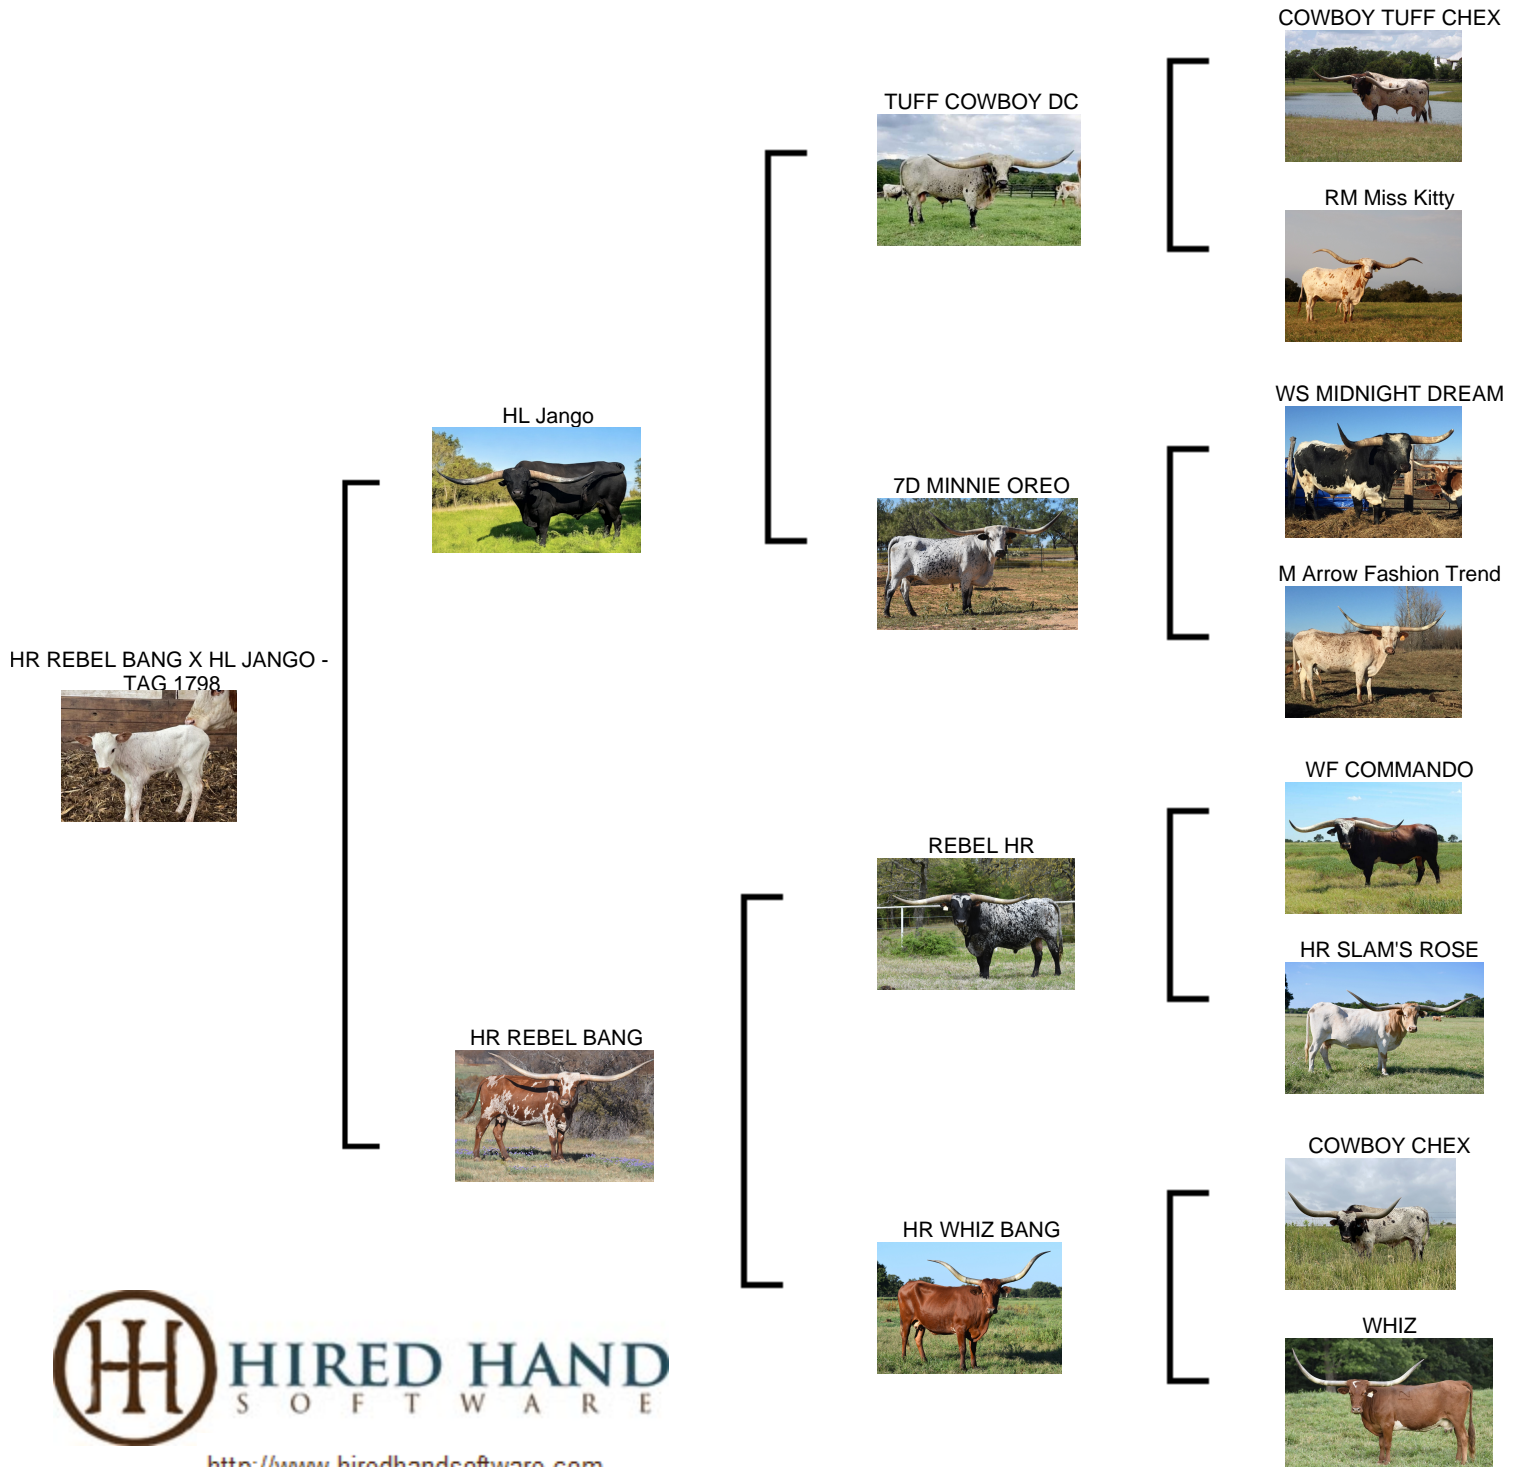 COWBOY TUFF CHEX
TUFF COWBOY DC
RM Miss Kitty
WS MIDNIGHT DREAM
HL Jango
7D MINNIE OREO
M Arrow Fashion Trend
HR REBEL BANG X HL JANGO -
TAG 1798
WF COMMANDO
REBEL HR
HR SLAM'S ROSE
HR REBEL BANG
COWBOY CHEX
HR WHIZ BANG
WHIZ
HIRED HAND
SOFTWARE
http://www.hiredhandsoftware.com